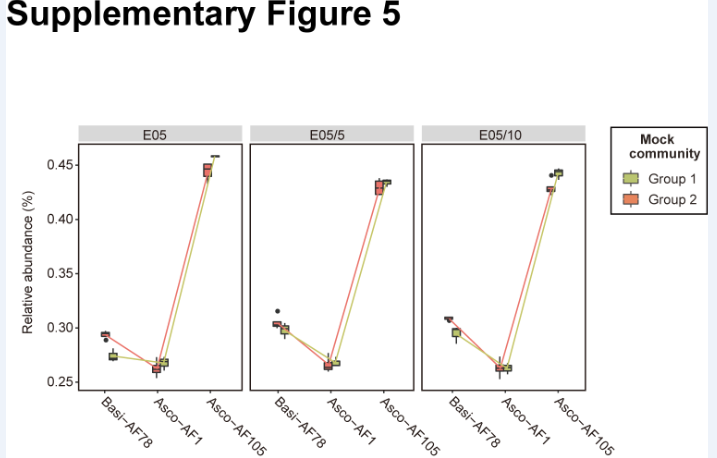 Supplementary Figure 5
E05
E05/5
E05/10
Mock
community
Group 1
Group 2
Relative abundance (%)
0.45
0.40
0.35
0.30
0.25
Basi-AF78
Asco-AF1
Asco-AF105
Basi-AF78
Asco-AF1
Asco-AF105
Basi-AF78
Asco-AF1
Asco-AF105